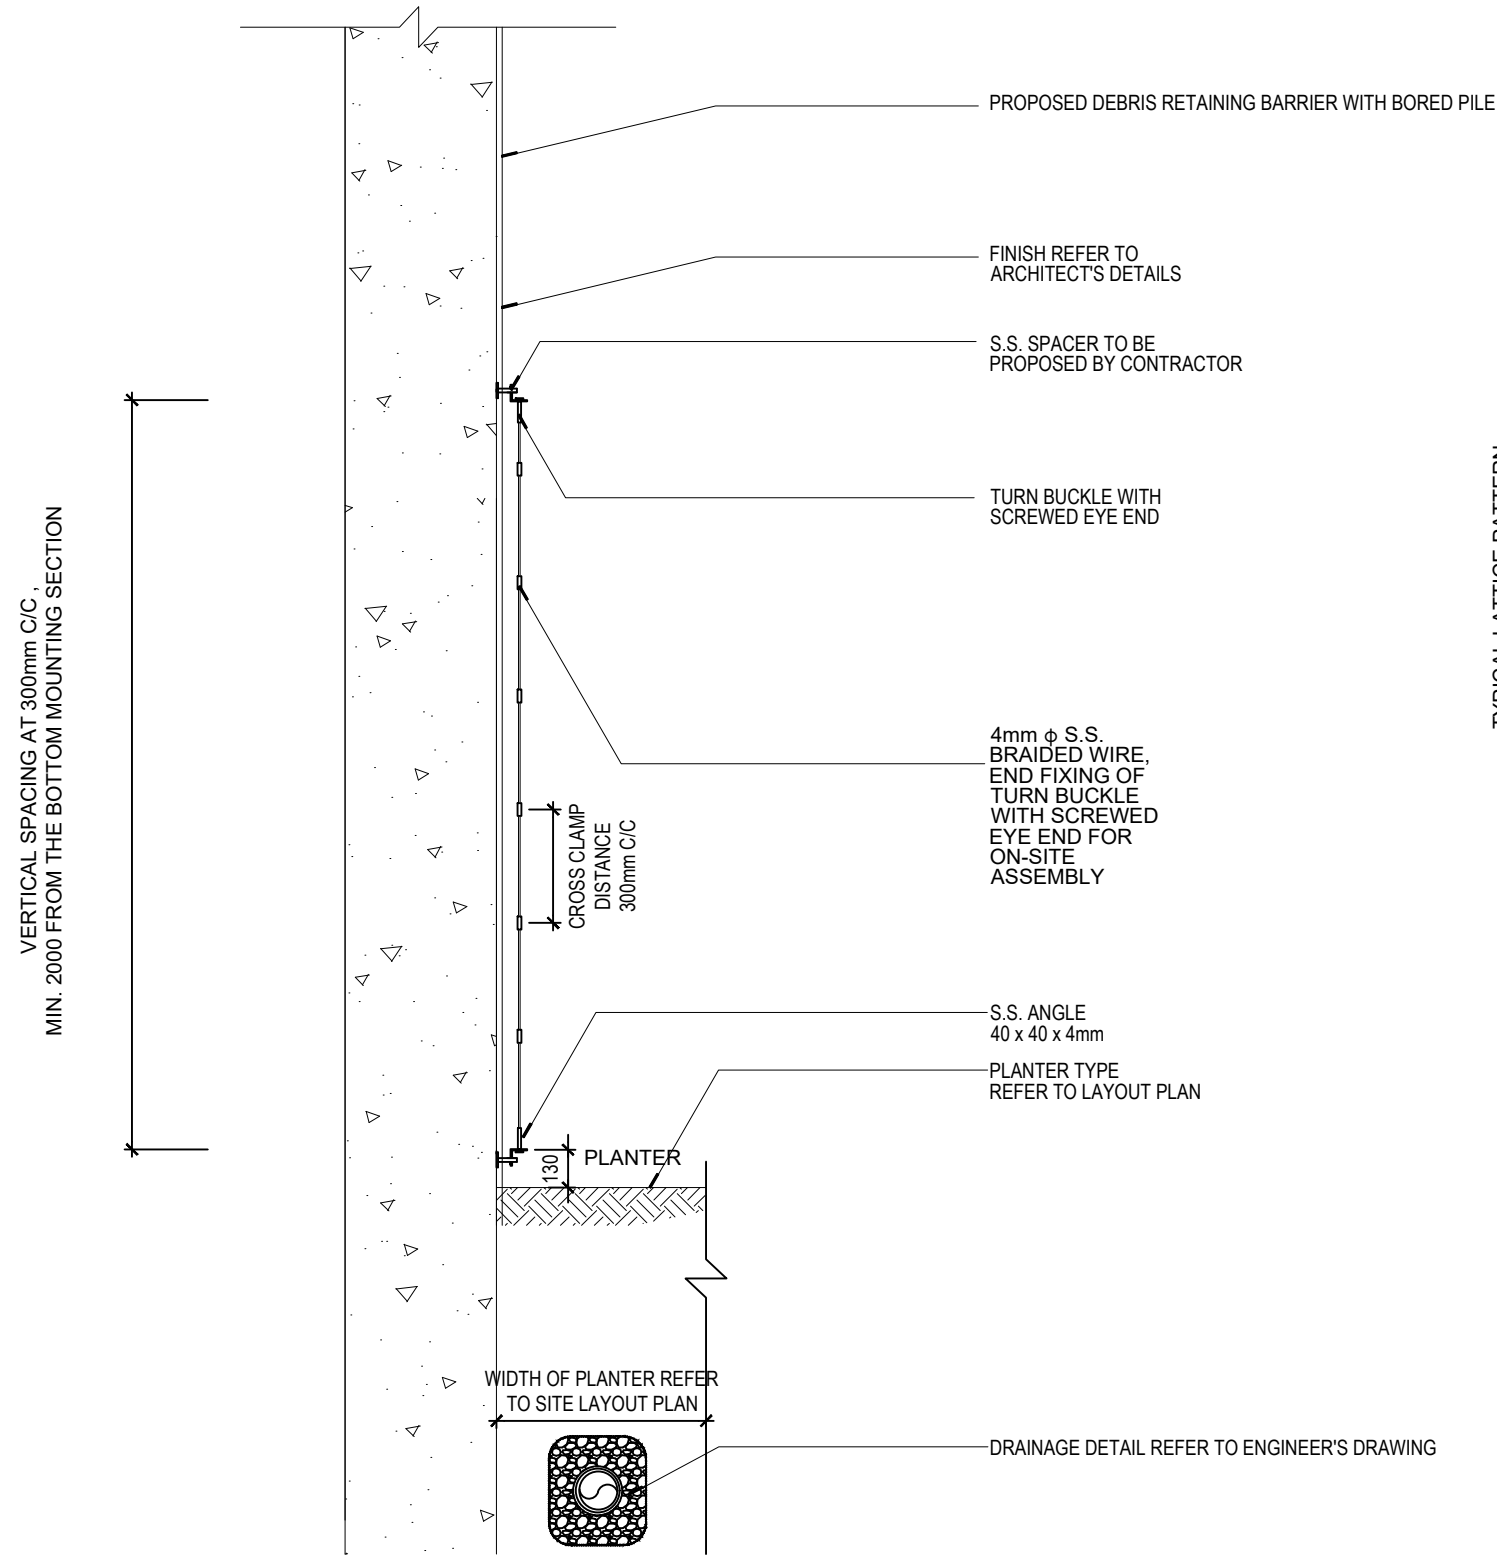 PROPOSED DEBRIS RETAINING BARRIER WITH BORED PILE
FINISH REFER TO
ARCHITECT'S DETAILS
S.S. SPACER TO BE
PROPOSED BY CONTRACTOR
TURN BUCKLE WITH
SCREWED EYE END
VERTICAL SPACING AT 300mm C/C ,
MIN. 2000 FROM THE BOTTOM MOUNTING SECTION
4mm ϕ S.S.
BRAIDED WIRE,
END FIXING OF
TURN BUCKLE
WITH SCREWED
EYE END FOR
ON-SITE
ASSEMBLY
CROSS CLAMP
DISTANCE
300mm C/C
S.S. ANGLE
40 x 40 x 4mm
PLANTER TYPE
REFER TO LAYOUT PLAN
130
PLANTER
WIDTH OF PLANTER REFER
TO SITE LAYOUT PLAN
DRAINAGE DETAIL REFER TO ENGINEER'S DRAWING